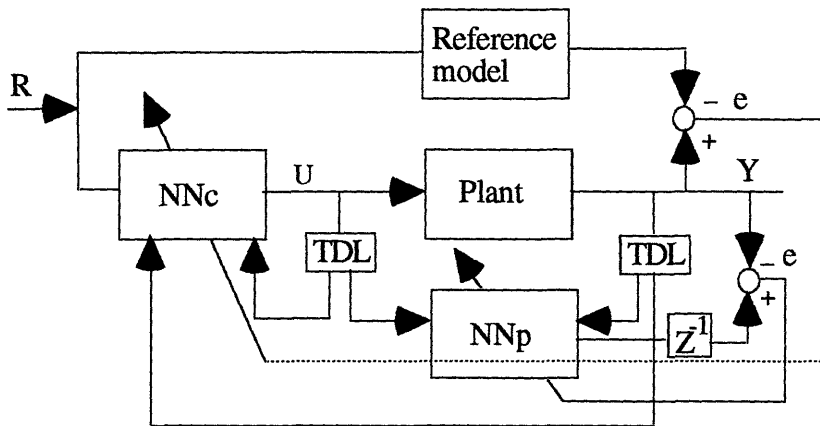 Reference
model
R
− e
+
U
Y
NNc
Plant
TDL
TDL
− e
+
NNp
Z-1